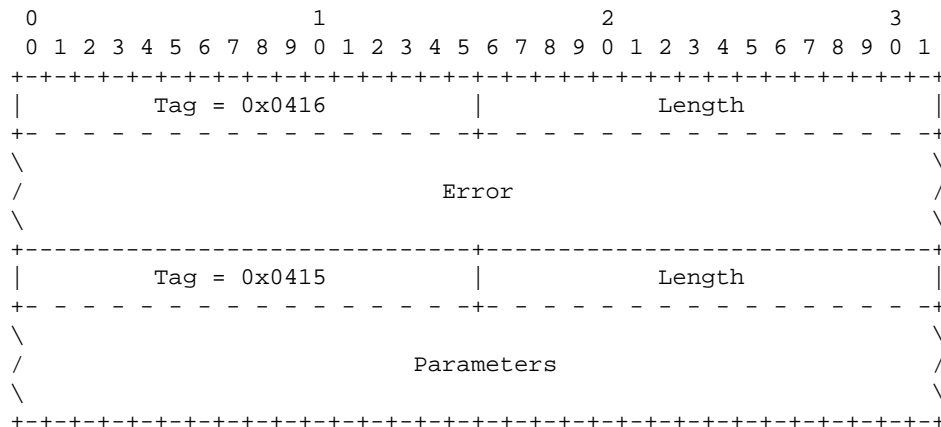 0                   1                   2                   3
 0 1 2 3 4 5 6 7 8 9 0 1 2 3 4 5 6 7 8 9 0 1 2 3 4 5 6 7 8 9 0 1
+-+-+-+-+-+-+-+-+-+-+-+-+-+-+-+-+-+-+-+-+-+-+-+-+-+-+-+-+-+-+-+-+
|         Tag = 0x0416          |            Length             |
+- - - - - - - - - - - - - - - -+- - - - - - - - - - - - - - - -+
\                                                               \
/                             Error                             /
\                                                               \
+-------------------------------+-------------------------------+
|         Tag = 0x0415          |            Length             |
+- - - - - - - - - - - - - - - -+- - - - - - - - - - - - - - - -+
\                                                               \
/                           Parameters                          /
\                                                               \
+-+-+-+-+-+-+-+-+-+-+-+-+-+-+-+-+-+-+-+-+-+-+-+-+-+-+-+-+-+-+-+-+